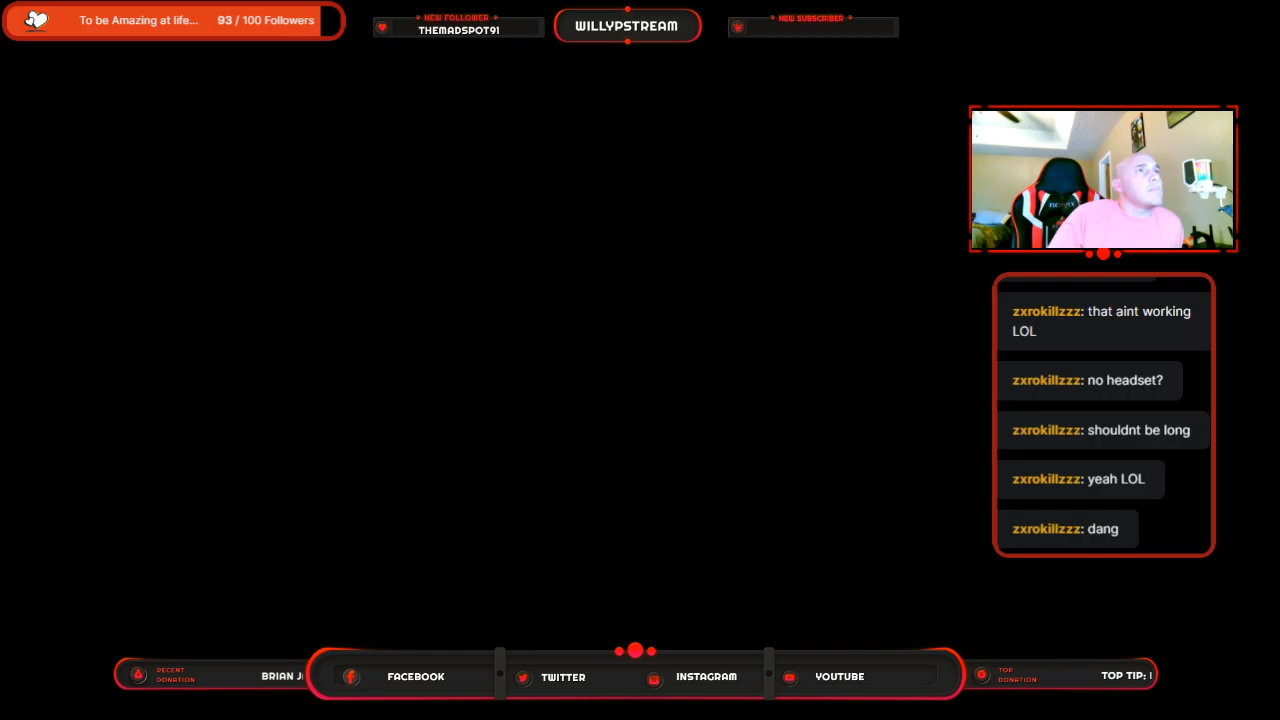 To be Amazing at life... 93 / 100 Followers
NEW FOLLOWER
THEMADSPOT91
WILLYPSTREAM
NEW SUBSCRIBER
zxrokillzzz: that aint working
LOL
zxrokillzzz: no headset?
zxrokillzzz: shouldnt be long
zxrokillzzz: yeah LOL
zxrokillzzz: dang
RECENT
DONATION
BRIAN J
FACEBOOK
TWITTER
INSTAGRAM
YOUTUBE
TOP
DONATION
TOP TIP: